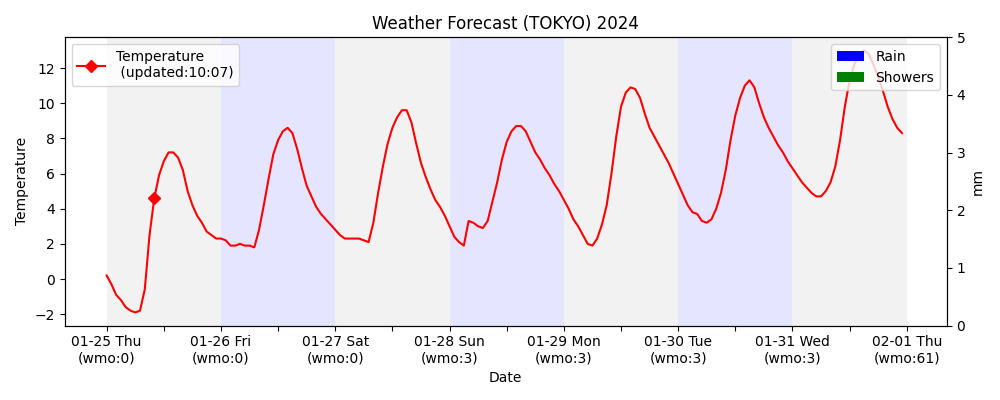 Weather Forecast (TOKYO) 2024
Temperature
(updated:10:07)
Rain
Showers
Temperature
12
10
8
6
4
2
0
−2
5
4
3
2
1
0
mm
01-25 Thu
(wmo:0)
01-26 Fri
(wmo:0)
01-27 Sat
(wmo:0)
01-28 Sun
(wmo:3)
01-29 Mon
(wmo:3)
01-30 Tue
(wmo:3)
01-31 Wed
(wmo:3)
02-01 Thu
(wmo:61)
Date